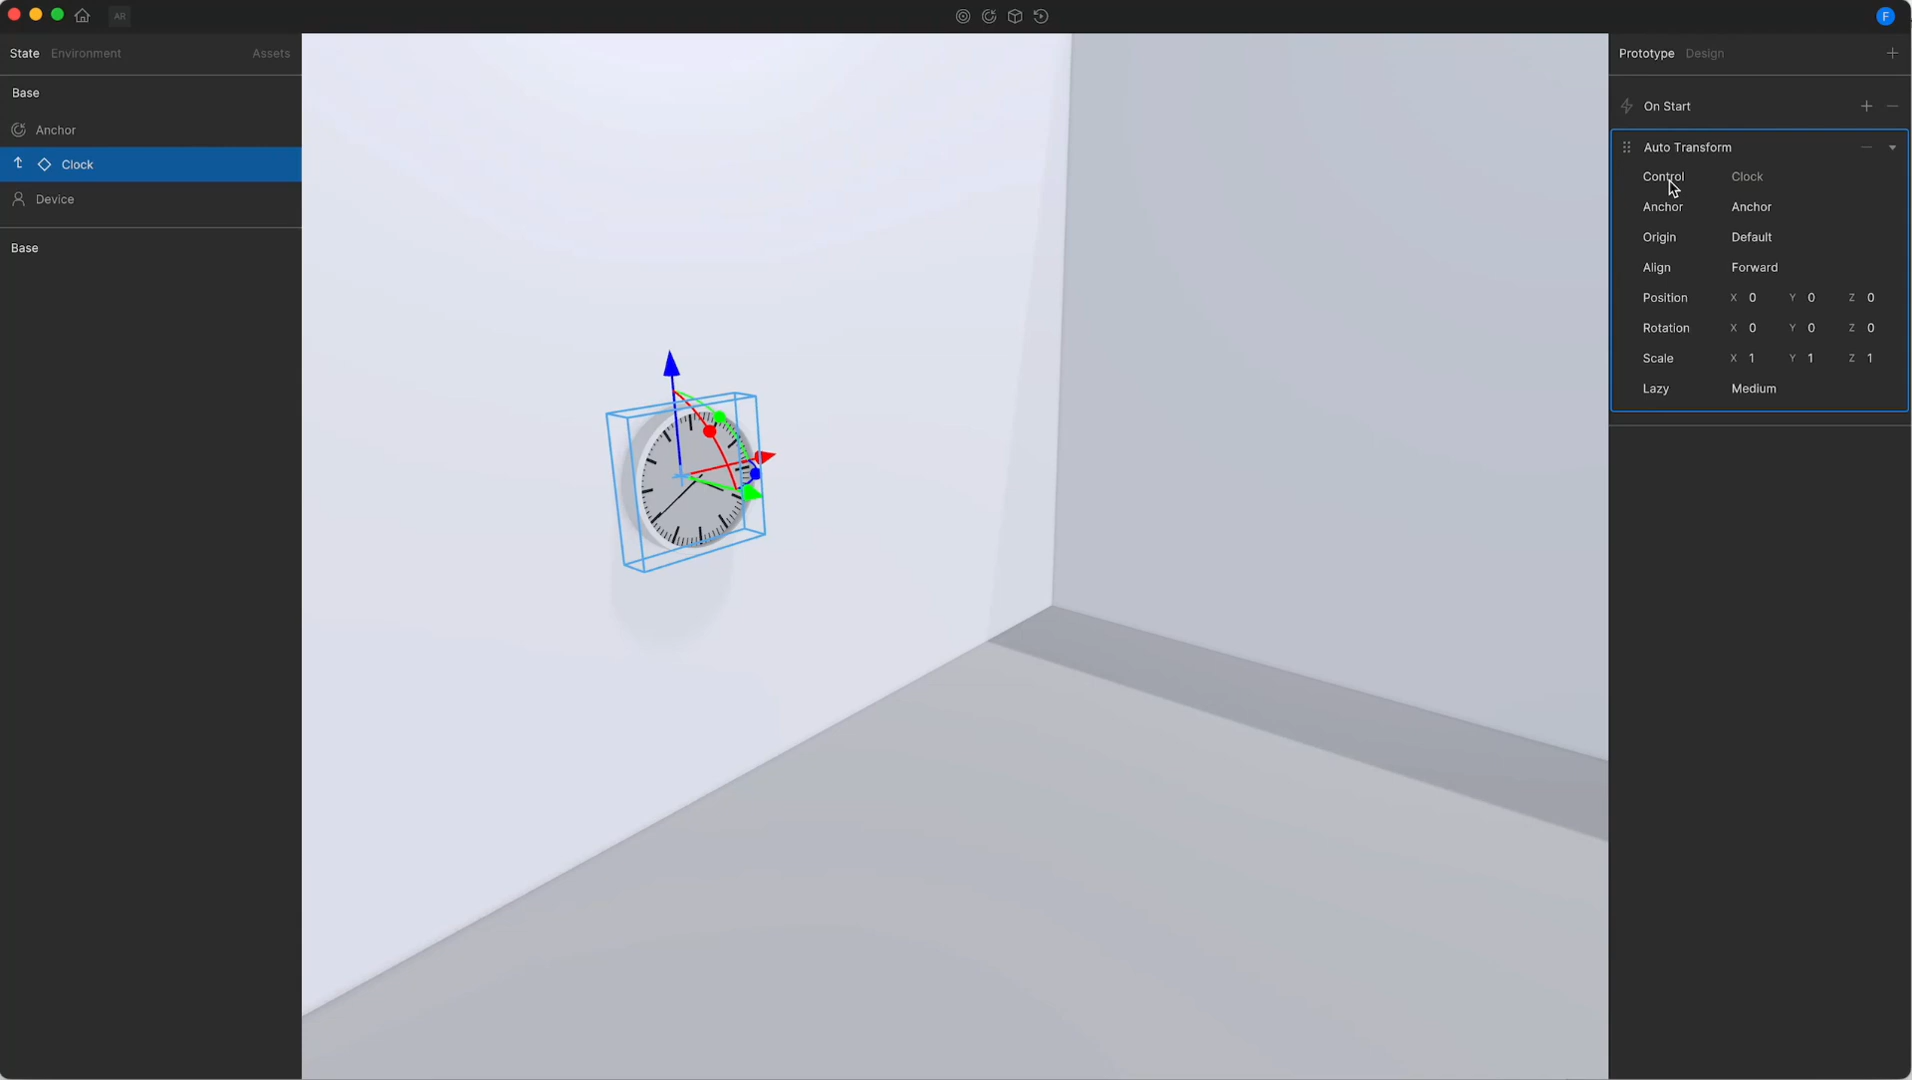 AR
F
State Environment Assets
Base
Anchor
Clock
Device
Base
Prototype Design
On Start
Auto Transform
Control Clock
Anchor Anchor
Origin Default
Align Forward
Position X 0 Y 0 Z 0
Rotation X 0 Y 0 Z 0
Scale X 1 Y 1 Z 1
Lazy Medium